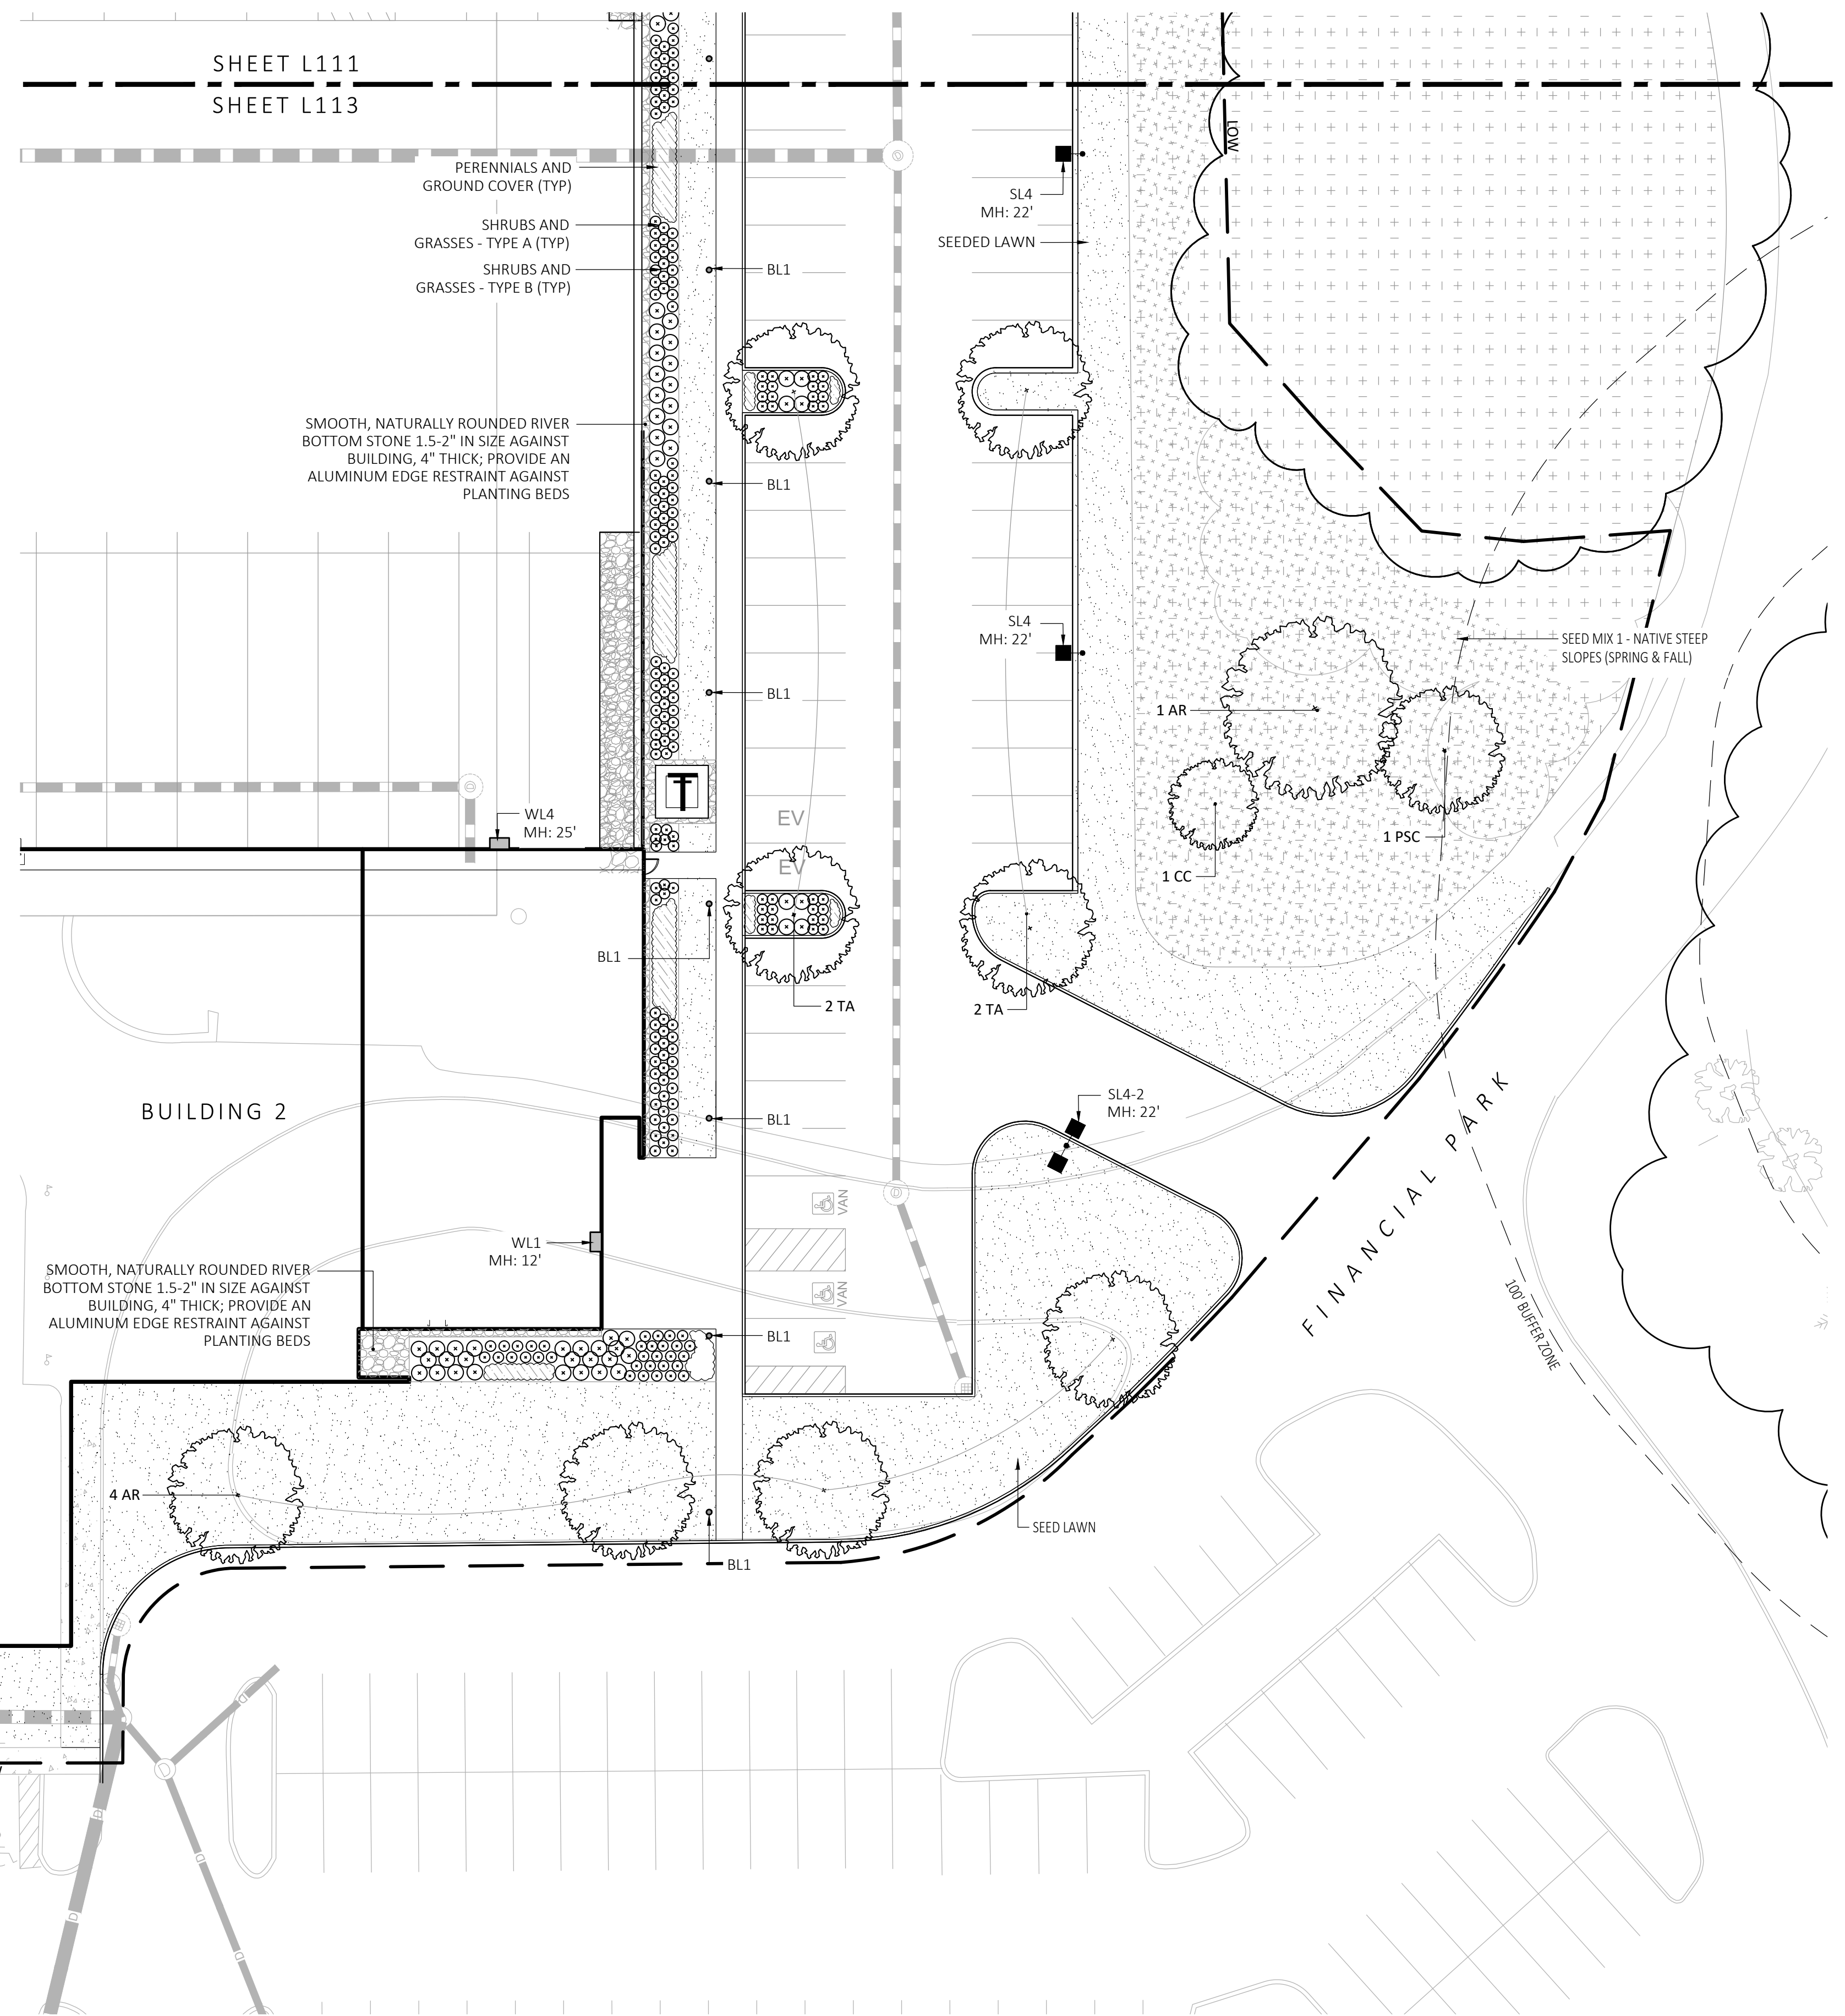 SHEET L111
SHEET L113
LOW
PERENNIALS AND
GROUND COVER (TYP)
SL4
MH: 22'
SHRUBS AND
GRASSES - TYPE A (TYP)
SEEDED LAWN
SHRUBS AND
GRASSES - TYPE B (TYP)
BL1
SMOOTH, NATURALLY ROUNDED RIVER
BOTTOM STONE 1.5-2" IN SIZE AGAINST
BUILDING, 4" THICK; PROVIDE AN
ALUMINUM EDGE RESTRAINT AGAINST
PLANTING BEDS
BL1
SL4
MH: 22'
SEED MIX 1 - NATIVE STEEP
SLOPES (SPRING & FALL)
BL1
1 AR
T
WL4
MH: 25'
EV
1 PSC
EV
1 CC
BL1
2 TA
2 TA
BUILDING 2
BL1
SL4-2
MH: 22'
FINANCIAL PARK
VAN
WL1
MH: 12'
SMOOTH, NATURALLY ROUNDED RIVER
BOTTOM STONE 1.5-2" IN SIZE AGAINST
BUILDING, 4" THICK; PROVIDE AN
ALUMINUM EDGE RESTRAINT AGAINST
PLANTING BEDS
VAN
BL1
100' BUFFER ZONE
4 AR
SEED LAWN
BL1
D
D
D
D
D
D